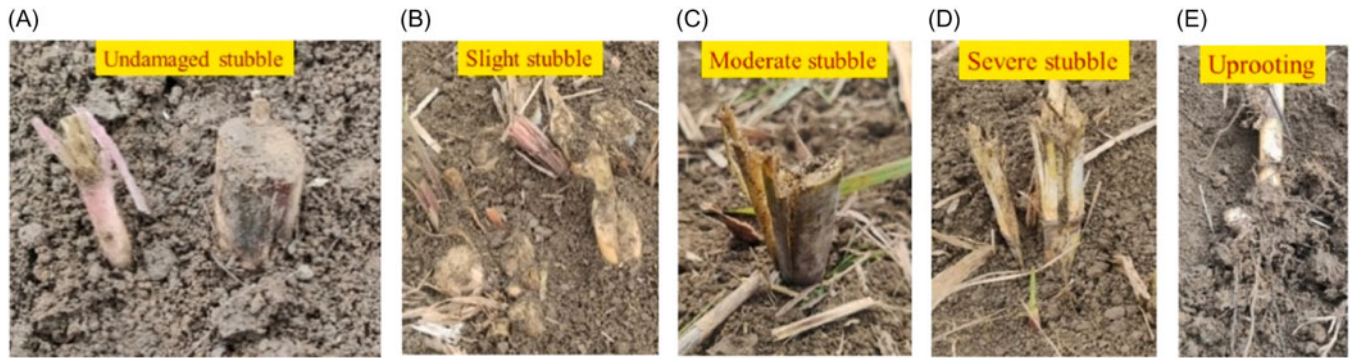 (A)
Undamaged stubble
(B)
Slight stubble
(C)
Moderate stubble
(D)
Severe stubble
(E)
Uprooting